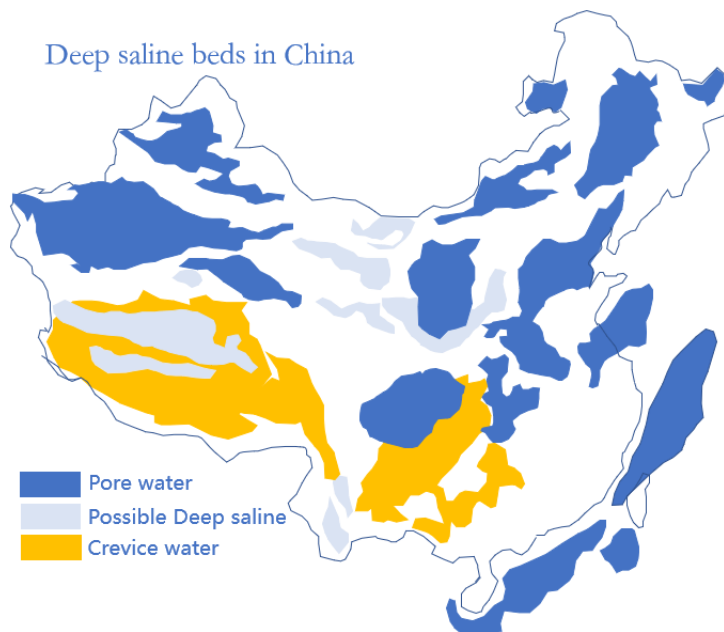 Deep saline beds in China
Pore water
Possible Deep saline
Crevice water